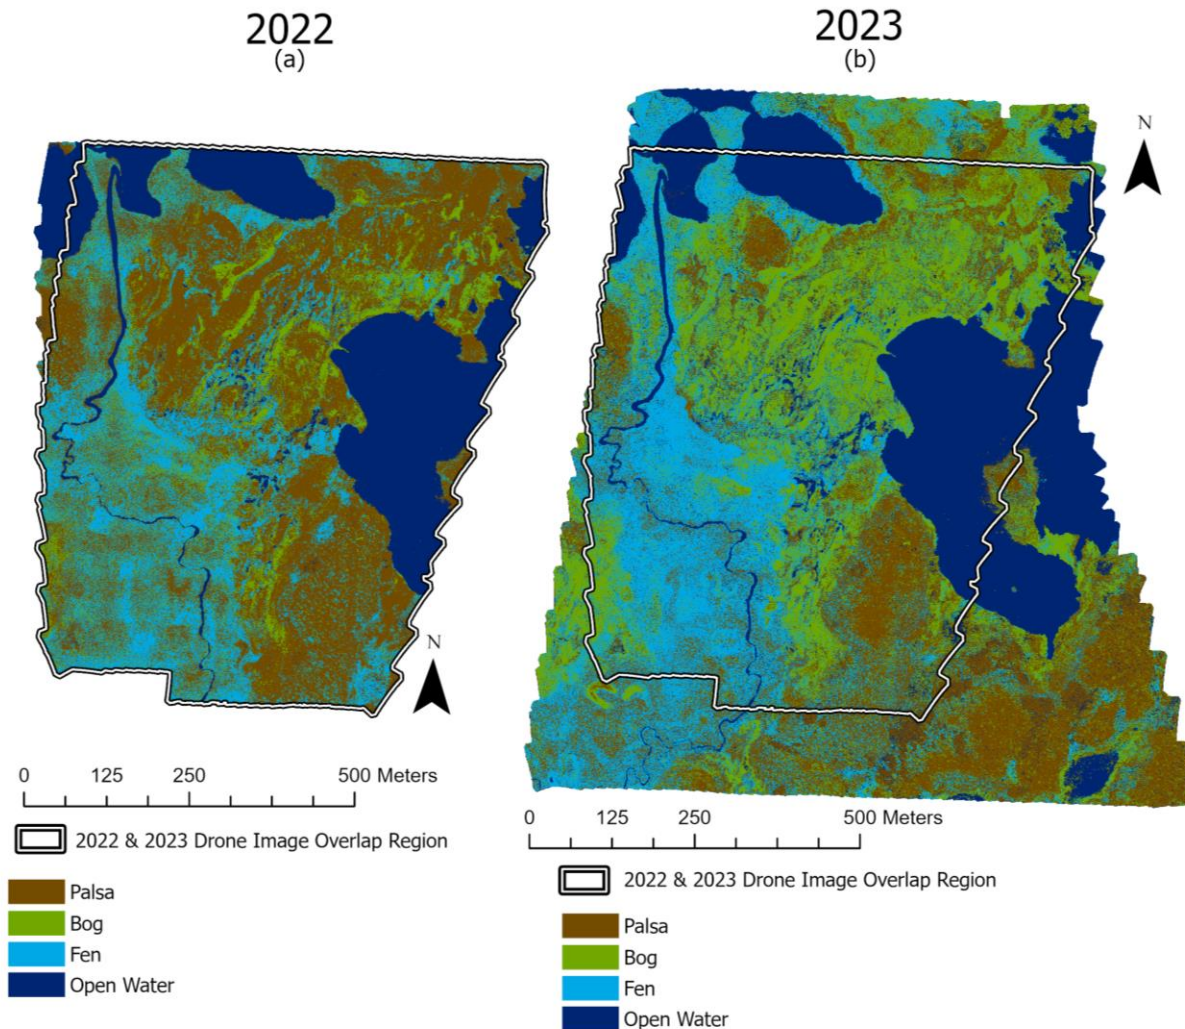 2022
(a)
2023
(b)
N
N
0 125 250 500 Meters
2022 & 2023 Drone Image Overlap Region
Palsa
Bog
Fen
Open Water
0 125 250 500 Meters
2022 & 2023 Drone Image Overlap Region
Palsa
Bog
Fen
Open Water